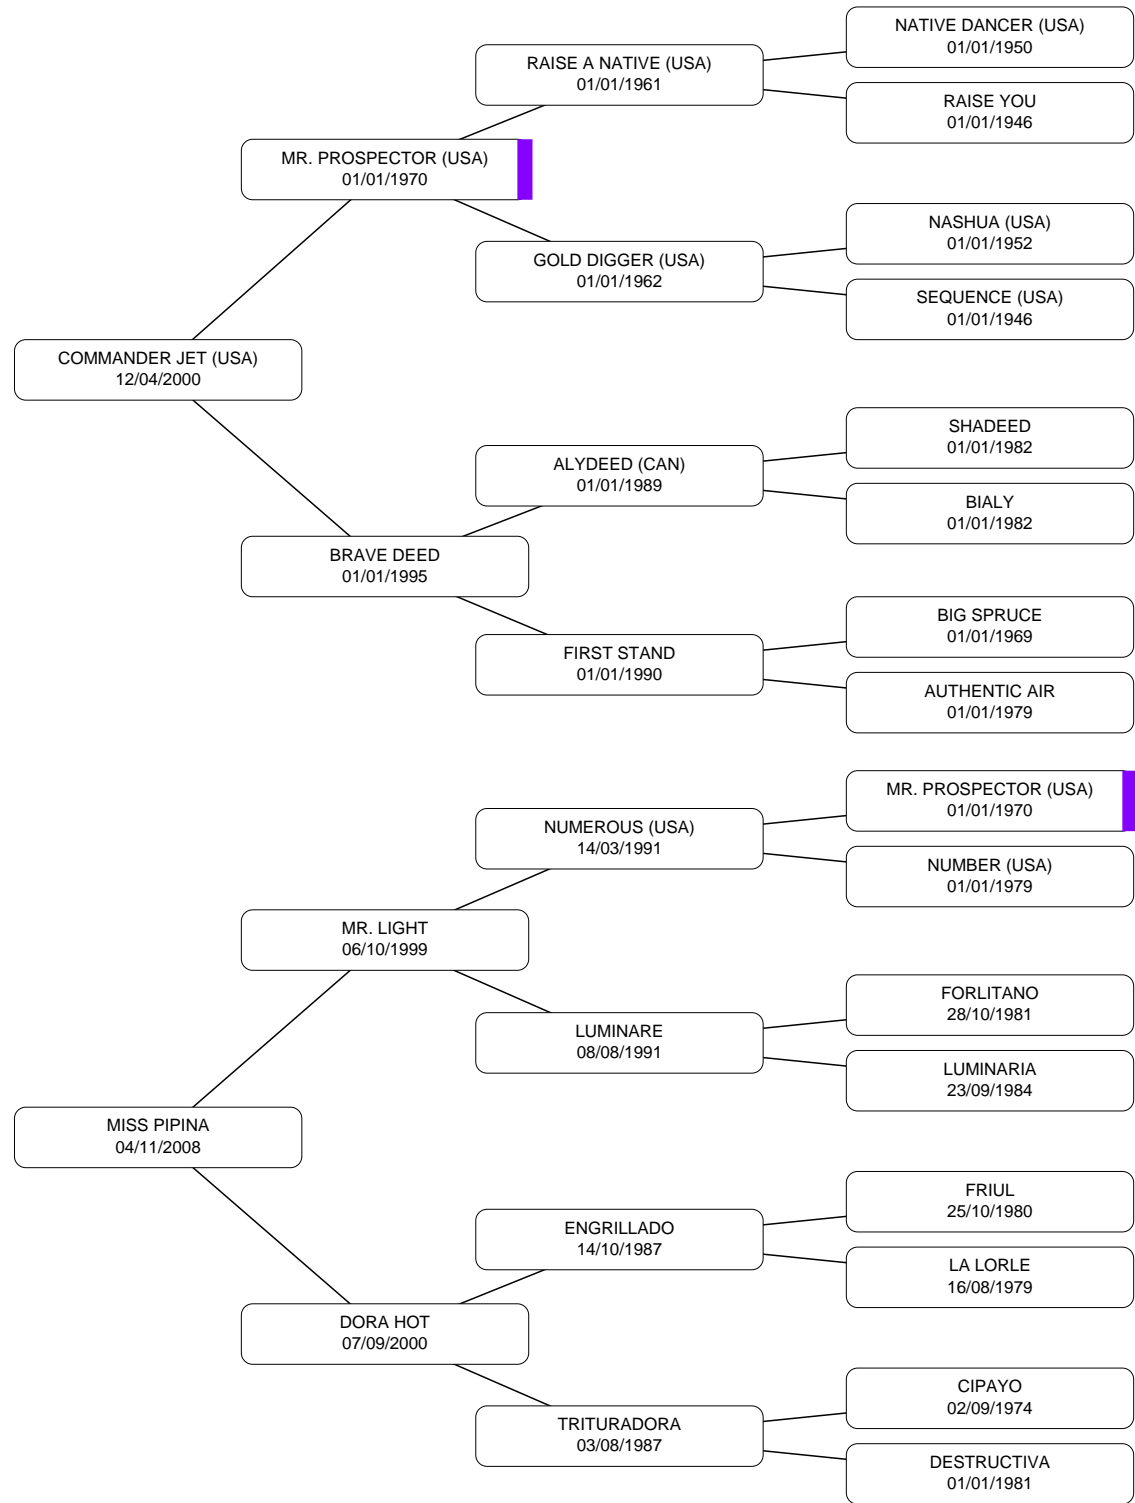 NATIVE DANCER (USA)
01/01/1950
RAISE A NATIVE (USA)
01/01/1961
RAISE YOU
01/01/1946
MR. PROSPECTOR (USA)
01/01/1970
NASHUA (USA)
01/01/1952
GOLD DIGGER (USA)
01/01/1962
SEQUENCE (USA)
01/01/1946
COMMANDER JET (USA)
12/04/2000
SHADEED
01/01/1982
ALYDEED (CAN)
01/01/1989
BIALY
01/01/1982
BRAVE DEED
01/01/1995
BIG SPRUCE
01/01/1969
FIRST STAND
01/01/1990
AUTHENTIC AIR
01/01/1979
MR. PROSPECTOR (USA)
01/01/1970
NUMEROUS (USA)
14/03/1991
NUMBER (USA)
01/01/1979
MR. LIGHT
06/10/1999
FORLITANO
28/10/1981
LUMINARE
08/08/1991
LUMINARIA
23/09/1984
MISS PIPINA
04/11/2008
FRIUL
25/10/1980
ENGRILLADO
14/10/1987
LA LORLE
16/08/1979
DORA HOT
07/09/2000
CIPAYO
02/09/1974
TRITURADORA
03/08/1987
DESTRUCTIVA
01/01/1981